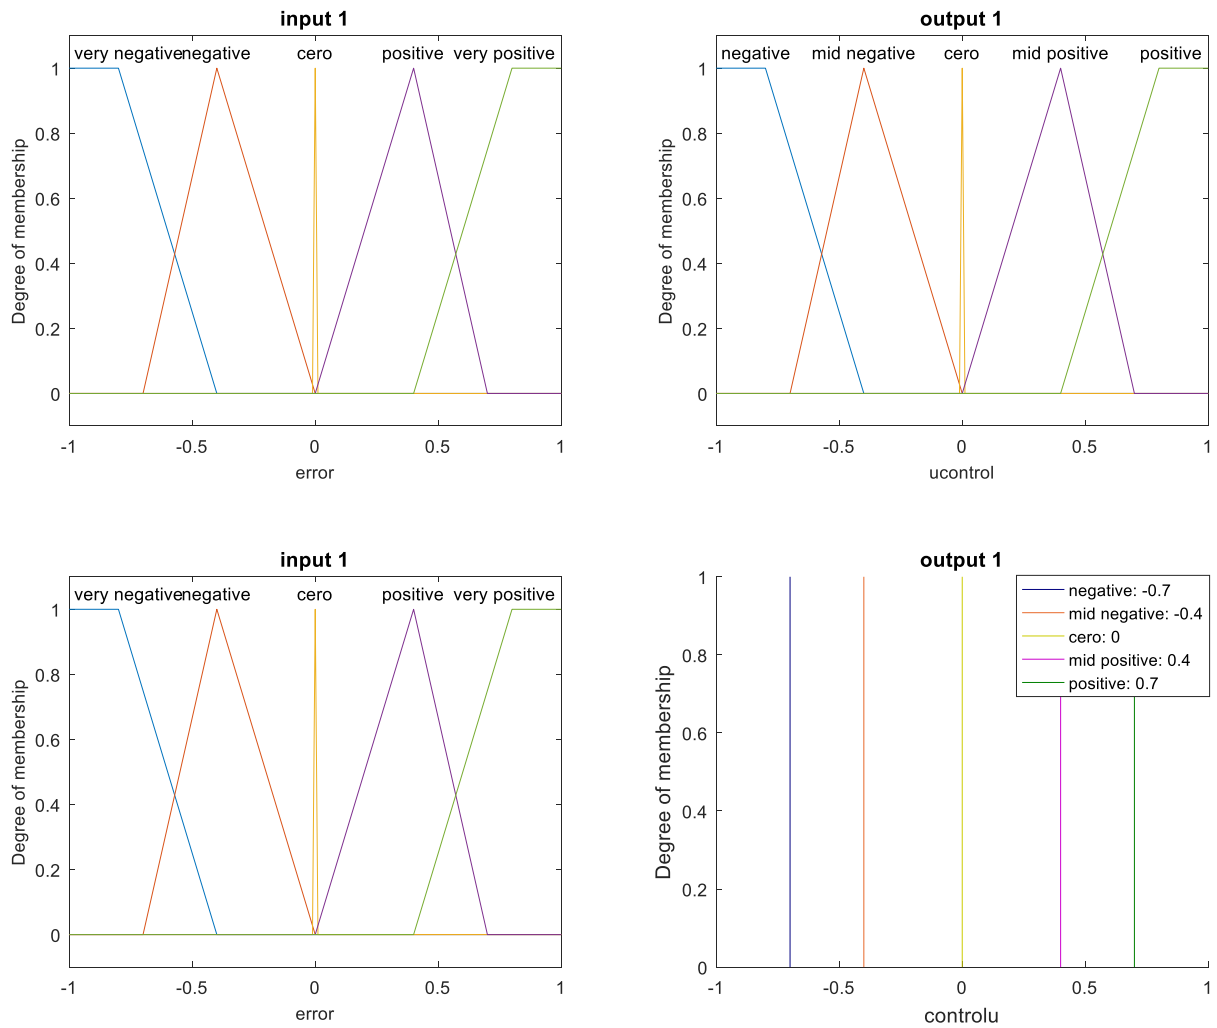 input 1
very negative negative cero positive very positive
1
0.8
0.6
0.4
0.2
0
Degree of membership
-1 -0.5 0 0.5 1
error
output 1
negative mid negative cero mid positive positive
1
0.8
0.6
0.4
0.2
0
Degree of membership
-1 -0.5 0 0.5 1
ucontrol
input 1
very negative negative cero positive very positive
1
0.8
0.6
0.4
0.2
0
Degree of membership
-1 -0.5 0 0.5 1
error
output 1
negative: -0.7
mid negative: -0.4
cero: 0
mid positive: 0.4
positive: 0.7
1
0.8
0.6
0.4
0.2
0
Degree of membership
-1 -0.5 0 0.5 1
controlu